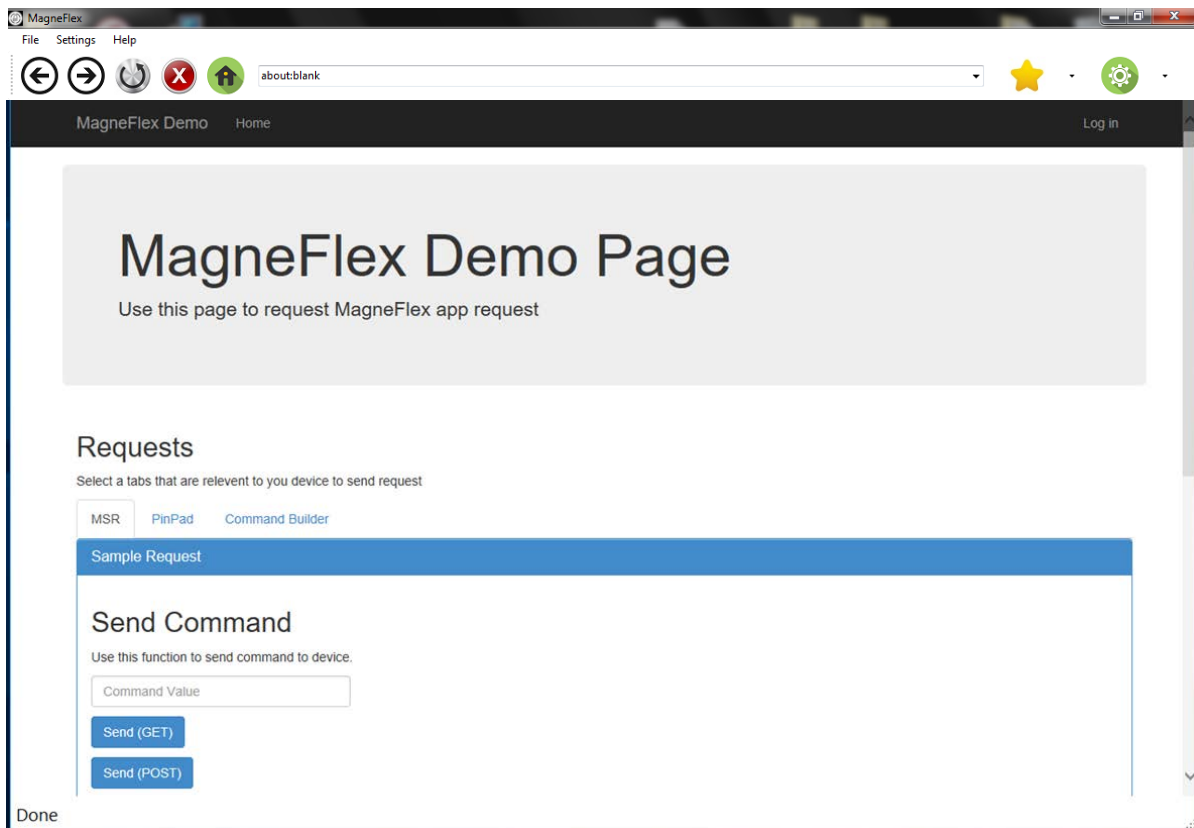 MagneFlex
File Settings Help
about:blank
MagneFlex Demo Home Log in
MagneFlex Demo Page
Use this page to request MagneFlex app request
Requests
Select a tabs that are relevent to you device to send request
MSR PinPad Command Builder
Sample Request
Send Command
Use this function to send command to device.
Command Value
Send (GET)
Send (POST)
Done